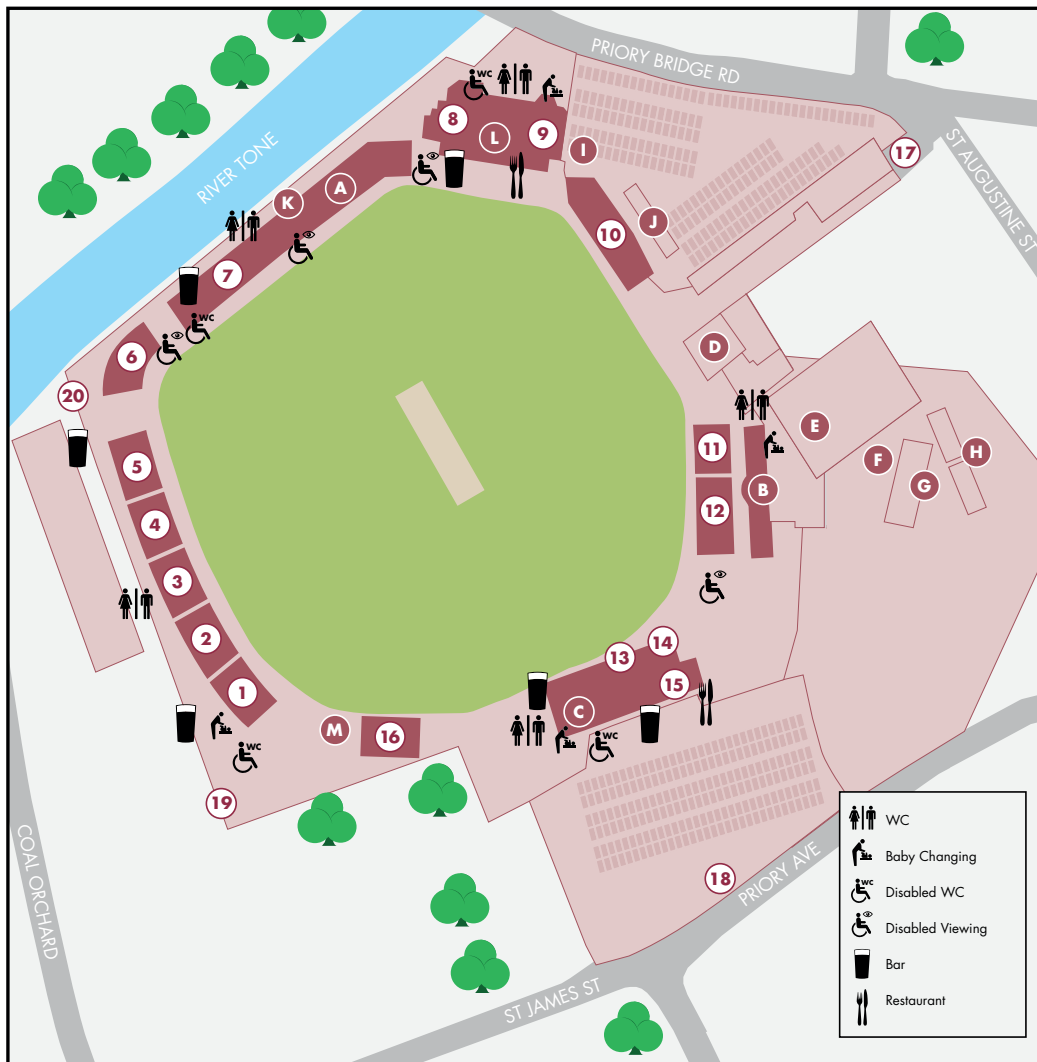 PRIORY BRIDGE RD
WC
8
L
9
I
17
ST AUGUSTINE ST
RIVER TONE
K
A
J
10
7
WC
6
D
20
E
11
H
F
5
B
G
12
4
3
2
14
13
1
15
C
M
16
WC
WC
19
COAL ORCHARD
18
PRIORY AVE
ST JAMES ST
WC
Baby Changing
WC
Disabled WC
Disabled Viewing
Bar
Restaurant